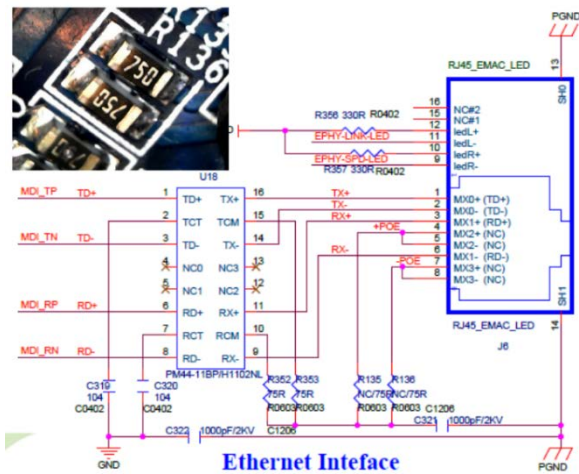 R136
750
PGND
RJ45_EMAC_LED
13
SH0
16 NC#2
15 NC#1
R356 330R R0402 12 ledL+
EPHY-LINK-LED 11 ledL-
10 ledR+
EPHY-SPD-LED 9 ledR-
R357 330R R0402
U18
MDI_TP TD+ 1 TD+ TX+ 16 TX+ 1 MX0+ (TD+)
TX- 2 MX0- (TD-)
2 TCT TCM 15 RX+ 3 MX1+ (RD+)
+POE 4 MX2+ (NC)
MDI_TN TD- 3 TD- TX- 14 5 MX2- (NC)
RX- 6 MX1- (RD-)
4 NC0 NC3 13 -POE 7 MX3+ (NC)
8 MX3- (NC)
5 NC1 NC2 12
SH1
MDI_RP RD+ 6 RD+ RX+ 11
14
RJ45_EMAC_LED
7 RCT RCM 10
J6
MDI_RN RD- 8 RD- RX- 9
PM44-11BP/H1102NL
C319 C320 R352 R353 R135 R136
104 104 75R 75R NC/75R NC/75R
C0402 C0402 R0603 R0603 R0603 R0603
C1206
C321 1000pF/2KV
C322 1000pF/2KV C1206
GND
PGND
Ethernet Inteface